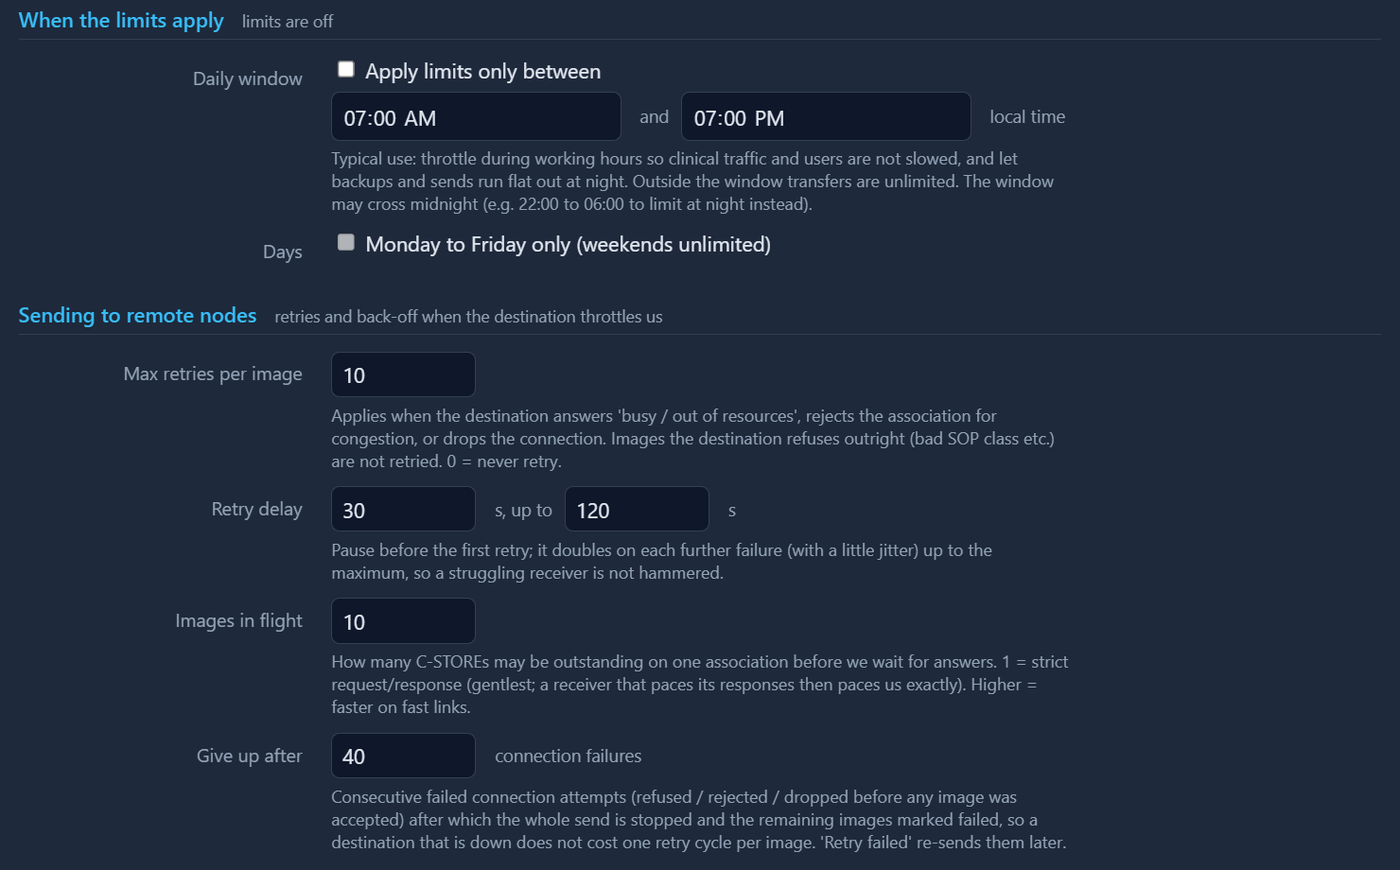 When the limits apply limits are off
Daily window
Apply limits only between
07:00 AM and 07:00 PM local time
Typical use: throttle during working hours so clinical traffic and users are not slowed, and let
backups and sends run flat out at night. Outside the window transfers are unlimited. The window
may cross midnight (e.g. 22:00 to 06:00 to limit at night instead).
Days
Monday to Friday only (weekends unlimited)
Sending to remote nodes retries and back-off when the destination throttles us
Max retries per image 10
Applies when the destination answers 'busy / out of resources', rejects the association for
congestion, or drops the connection. Images the destination refuses outright (bad SOP class etc.)
are not retried. 0 = never retry.
Retry delay 30 s, up to 120 s
Pause before the first retry; it doubles on each further failure (with a little jitter) up to the
maximum, so a struggling receiver is not hammered.
Images in flight 10
How many C-STOREs may be outstanding on one association before we wait for answers. 1 = strict
request/response (gentlest; a receiver that paces its responses then paces us exactly). Higher =
faster on fast links.
Give up after 40 connection failures
Consecutive failed connection attempts (refused / rejected / dropped before any image was
accepted) after which the whole send is stopped and the remaining images marked failed, so a
destination that is down does not cost one retry cycle per image. 'Retry failed' re-sends them later.